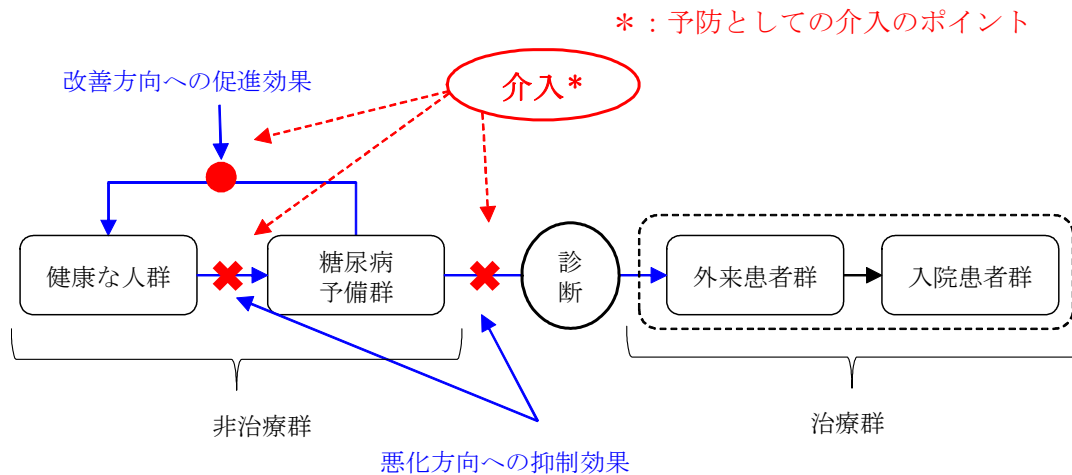 *：予防としての介入のポイント
改善方向への促進効果
介入*
健康な人群
糖尿病
予備群
診
断
外来患者群
入院患者群
非治療群
治療群
悪化方向への抑制効果